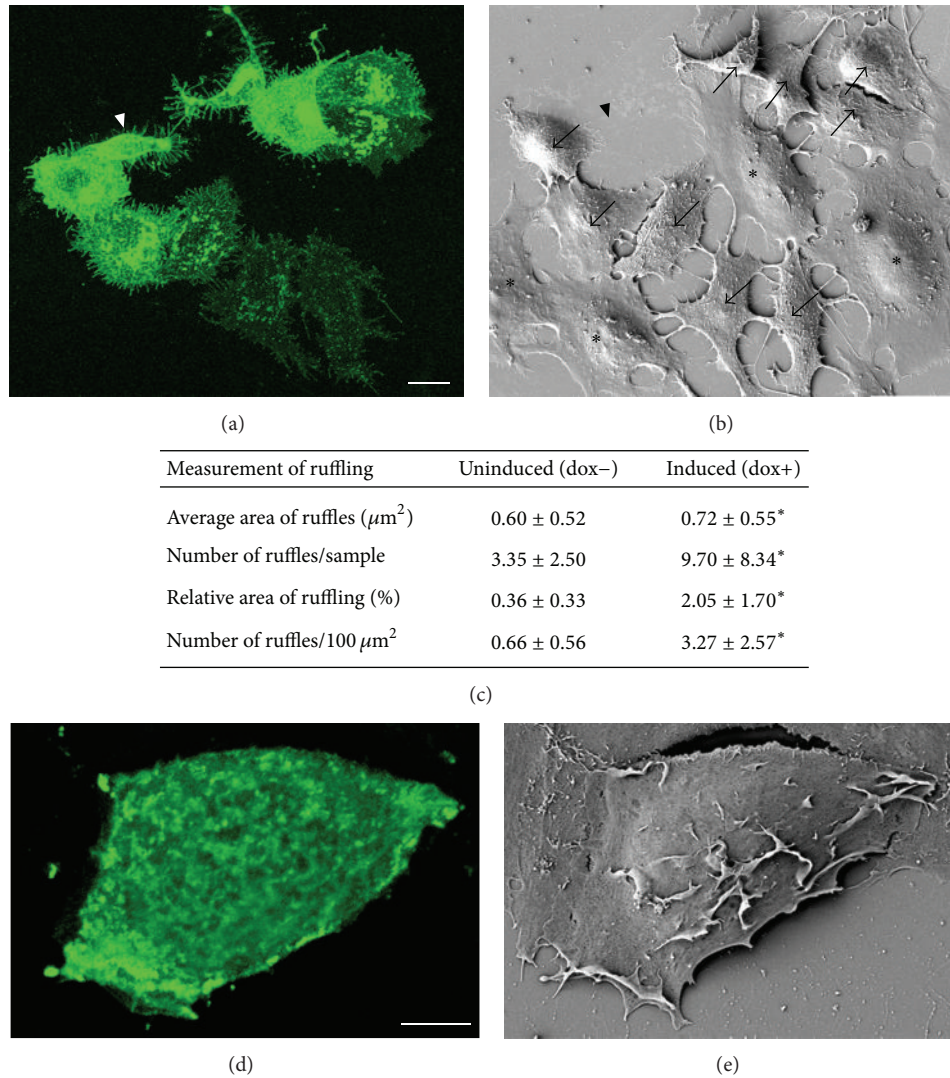 (a)
(b)
Measurement of ruffling Uninduced (dox−) Induced (dox+)
Average area of ruffles (μm²) 0.60 ± 0.52 0.72 ± 0.55*
Number of ruffles/sample 3.35 ± 2.50 9.70 ± 8.34*
Relative area of ruffling (%) 0.36 ± 0.33 2.05 ± 1.70*
Number of ruffles/100 μm² 0.66 ± 0.56 3.27 ± 2.57*
(c)
(d)
(e)